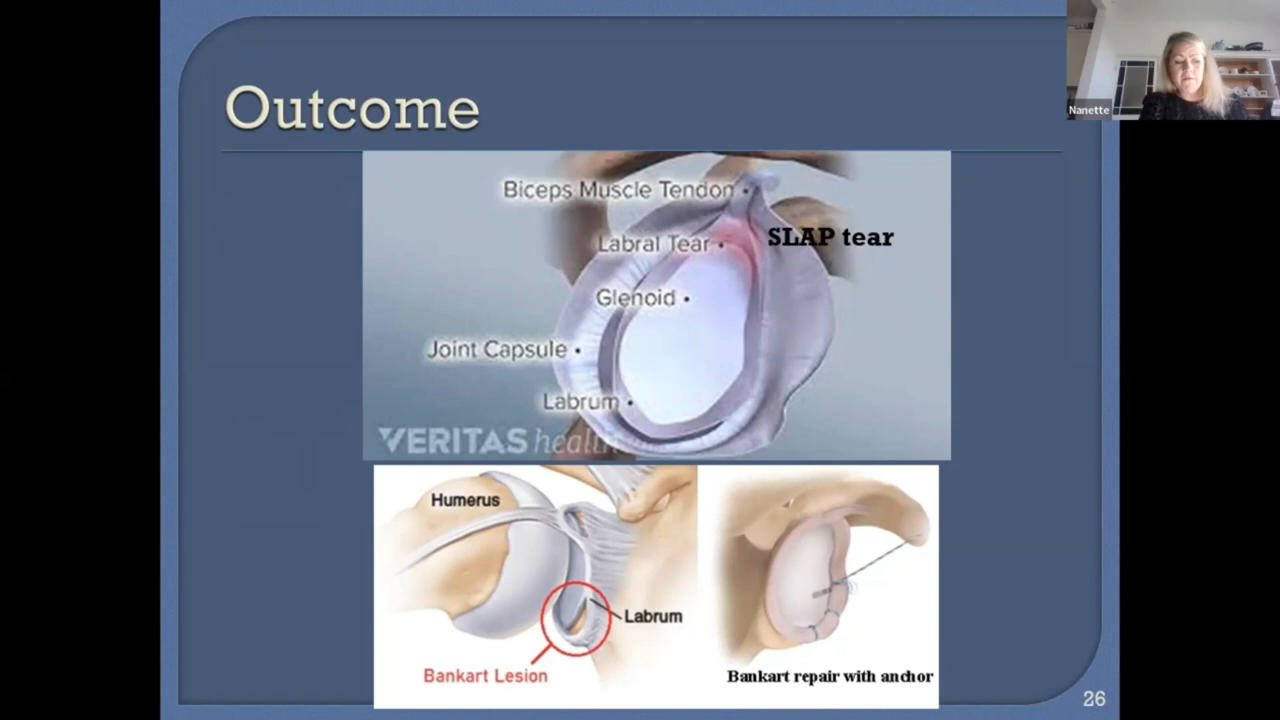 Nanette
Outcome
Biceps Muscle Tendon
Labral Tear
SLAP tear
Glenoid
Joint Capsule
Labrum
VERITAS health
Humerus
Labrum
Bankart Lesion
Bankart repair with anchor
26